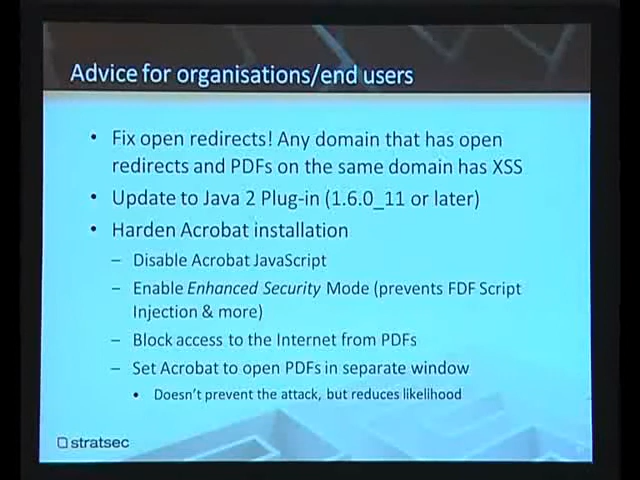 Advice for organisations/end users
• Fix open redirects! Any domain that has open
redirects and PDFs on the same domain has XSS
• Update to Java 2 Plug-in (1.6.0_11 or later)
• Harden Acrobat installation
– Disable Acrobat JavaScript
– Enable Enhanced Security Mode (prevents FDF Script
Injection & more)
– Block access to the Internet from PDFs
– Set Acrobat to open PDFs in separate window
• Doesn't prevent the attack, but reduces likelihood
stratsec